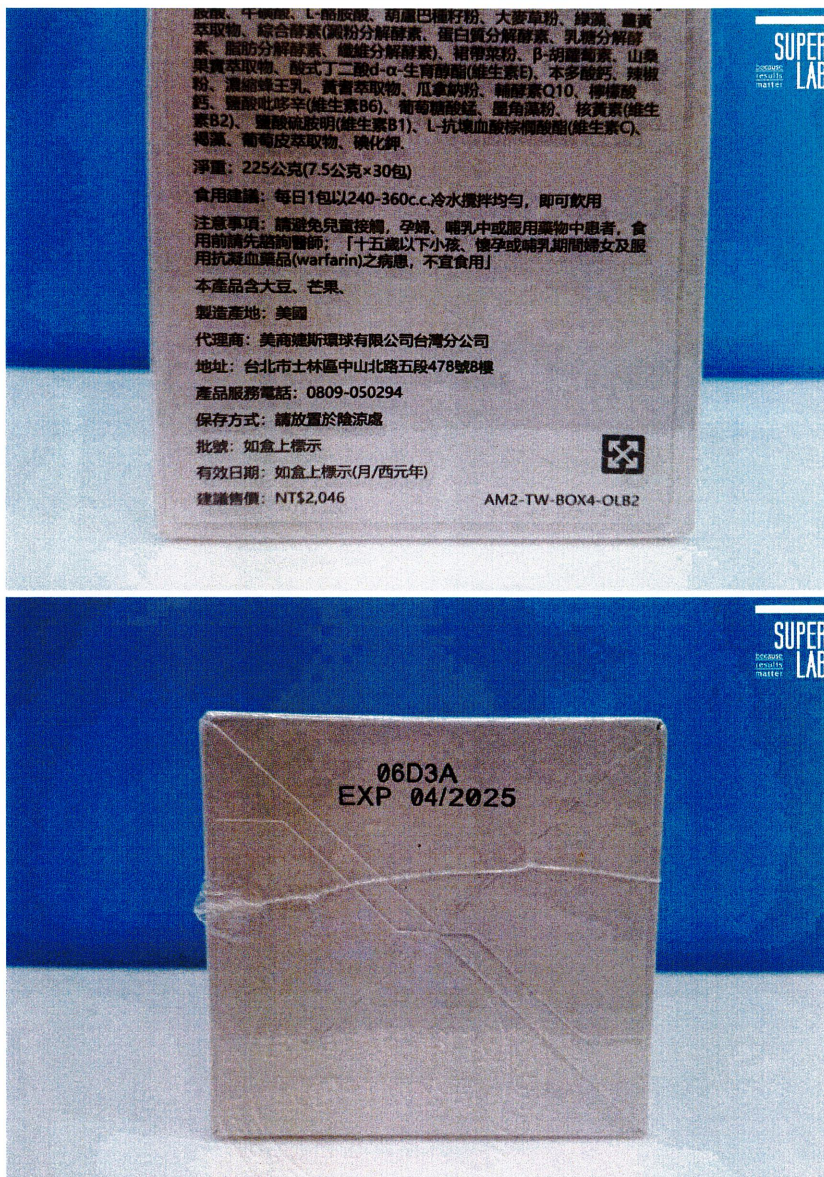 胺酸、牛磺酸、L-酪胺酸、葫蘆巴種籽粉、大麥草粉、綠藻、薑黃
萃取物、綜合酵素(澱粉分解酵素、蛋白質分解酵素、乳糖分解酵
素、脂肪分解酵素、纖維分解酵素)、裙帶菜粉、β-胡蘿蔔素、山桑
果實萃取物、酸式丁二酸d-α-生育醇酯(維生素E)、本多酸鈣、辣椒
粉、濃縮蜂王乳、黃耆萃取物、瓜拿納粉、輔酵素Q10、檸檬酸
鈣、鹽酸吡哆辛(維生素B6)、葡萄糖酸錳、墨角藻粉、 核黃素(維生
素B2)、鹽酸硫胺明(維生素B1)、L-抗壞血酸棕櫚酸酯(維生素C)、
褐藻、葡萄皮萃取物、碘化鉀.
淨重：225公克(7.5公克×30包)
食用建議：每日1包以240-360c.c.冷水攪拌均勻，即可飲用
注意事項：請避免兒童接觸，孕婦、哺乳中或服用藥物中患者，食
用前請先諮詢醫師；「十五歲以下小孩、懷孕或哺乳期間婦女及服
用抗凝血藥品(warfarin)之病患，不宜食用」
本產品含大豆、芒果、
製造產地：美國
代理商：美商婕斯環球有限公司台灣分公司
地址：台北市士林區中山北路五段478號8樓
產品服務電話：0809-050294
保存方式：請放置於陰涼處
批號：如盒上標示
有效日期：如盒上標示(月/西元年)
建議售價：NT$2,046
AM2-TW-BOX4-OLB2
SUPER
because
results
matter
LAB
06D3A
EXP 04/2025
SUPER
because
results
matter
LAB